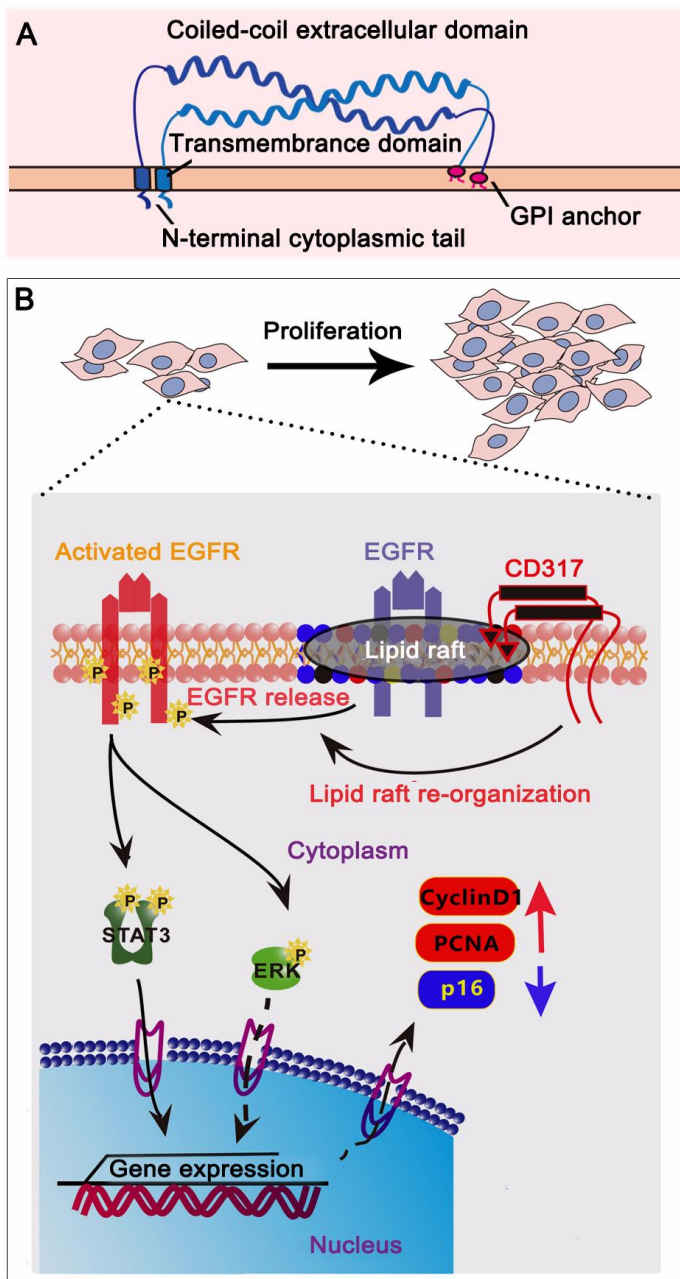 A
Coiled-coil extracellular domain
Transmembrance domain
GPI anchor
N-terminal cytoplasmic tail
B
Proliferation
Activated EGFR
EGFR
CD317
Lipid raft
P
P
EGFR release
P
P
Lipid raft re-organization
Cytoplasm
P
P
STAT3
P
ERK
CyclinD1
PCNA
p16
Gene expression
Nucleus